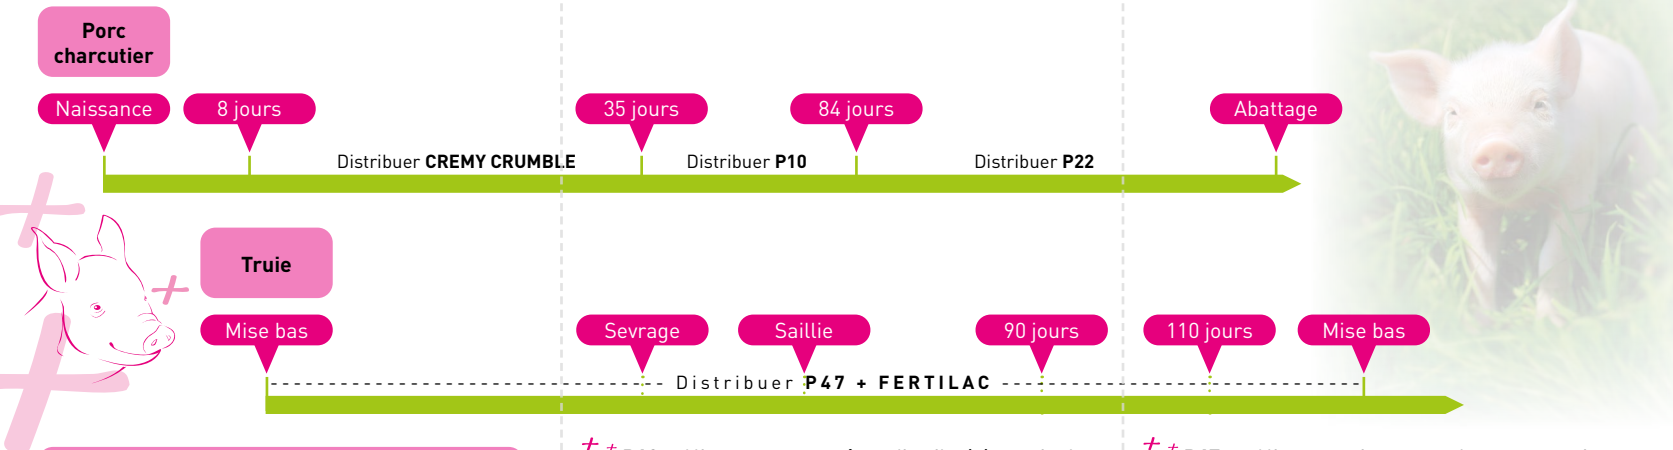 Porc
charcutier
Naissance
8 jours
35 jours
84 jours
Abattage
Distribuer CREMY CRUMBLE
Distribuer P10
Distribuer P22
Truie
Mise bas
Sevrage
Saillie
90 jours
110 jours
Mise bas
Distribuer P47 + FERTILAC